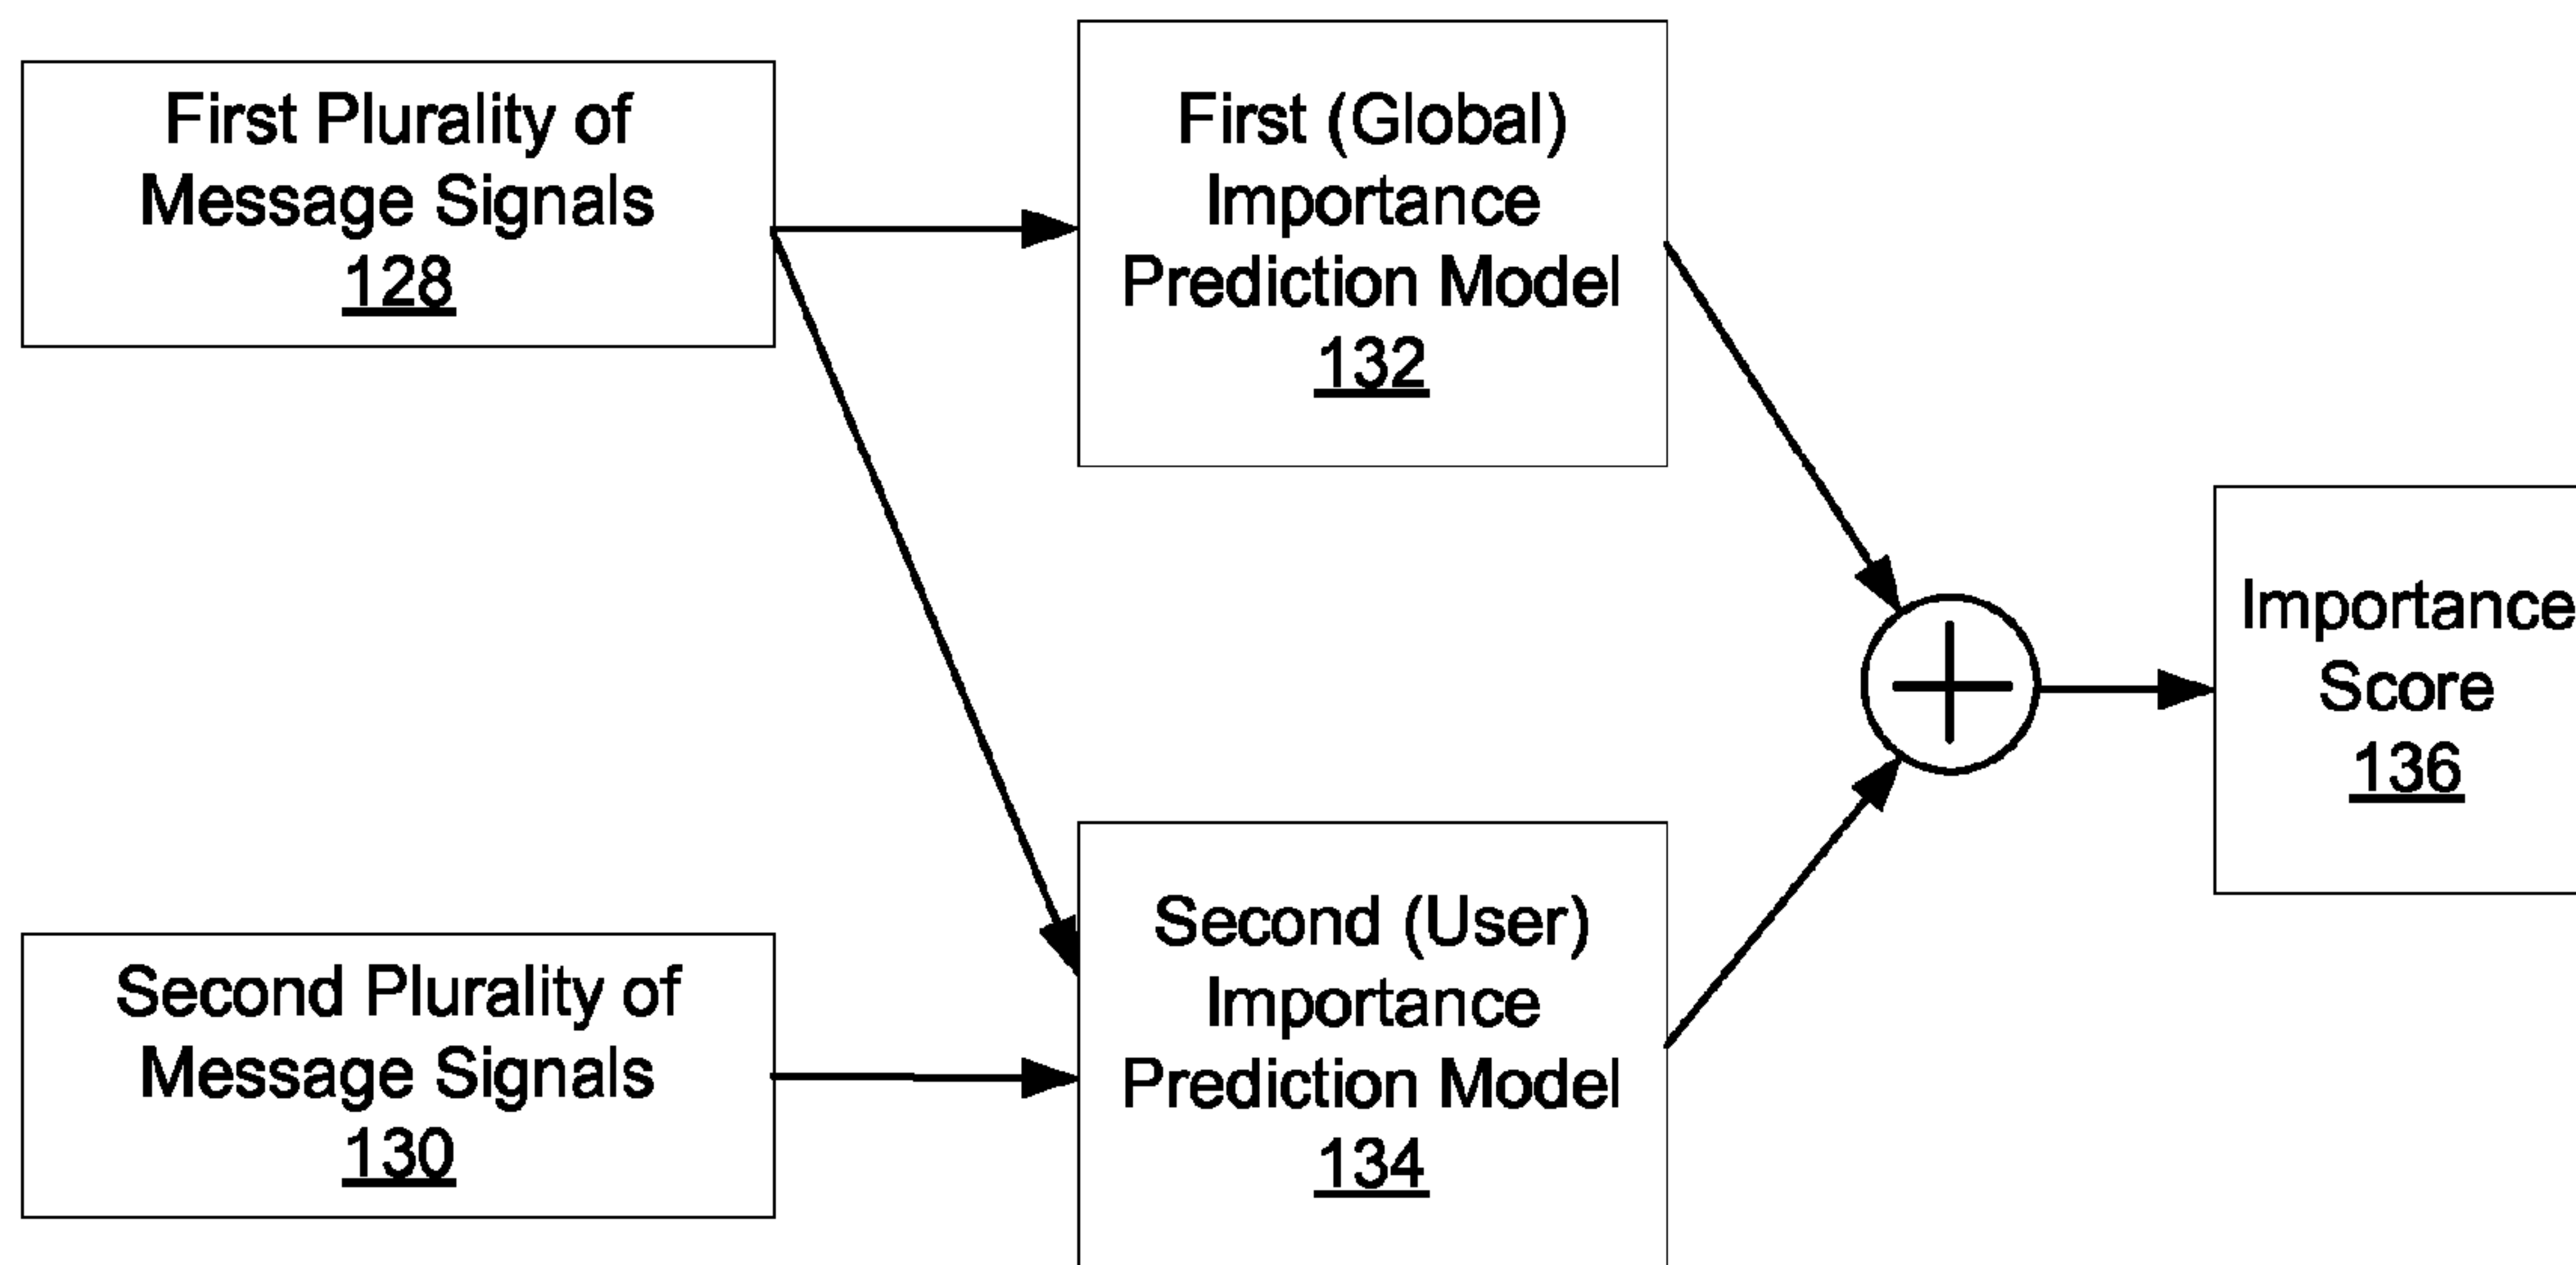 First Plurality of
Message Signals
128
First (Global)
Importance
Prediction Model
132
Importance
Score
136
Second Plurality of
Message Signals
130
Second (User)
Importance
Prediction Model
134